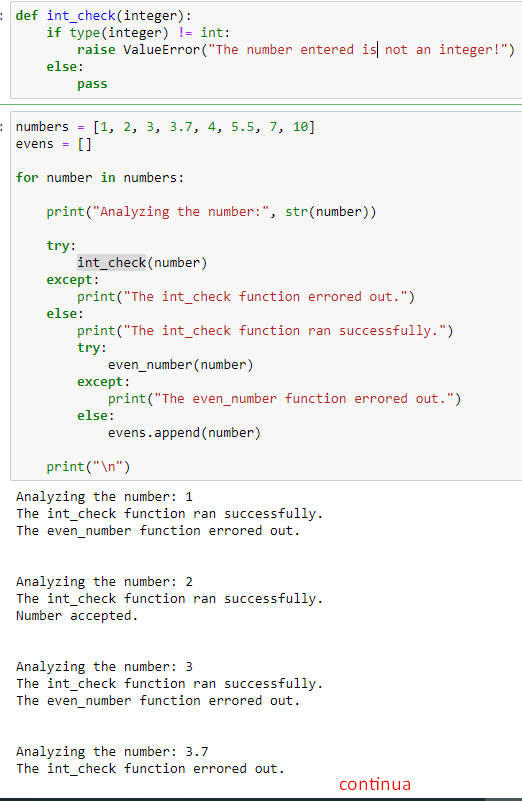 def int_check(integer):
    if type(integer) != int:
        raise ValueError("The number entered is not an integer!")
    else:
        pass
numbers = [1, 2, 3, 3.7, 4, 5.5, 7, 10]
evens = []
for number in numbers:
    print("Analyzing the number:", str(number))
    try:
        int_check(number)
    except:
        print("The int_check function errored out.")
    else:
        print("The int_check function ran successfully.")
        try:
            even_number(number)
        except:
            print("The even_number function errored out.")
        else:
            evens.append(number)
    print("\n")
Analyzing the number: 1
The int_check function ran successfully.
The even_number function errored out.
Analyzing the number: 2
The int_check function ran successfully.
Number accepted.
Analyzing the number: 3
The int_check function ran successfully.
The even_number function errored out.
Analyzing the number: 3.7
The int_check function errored out.
continua